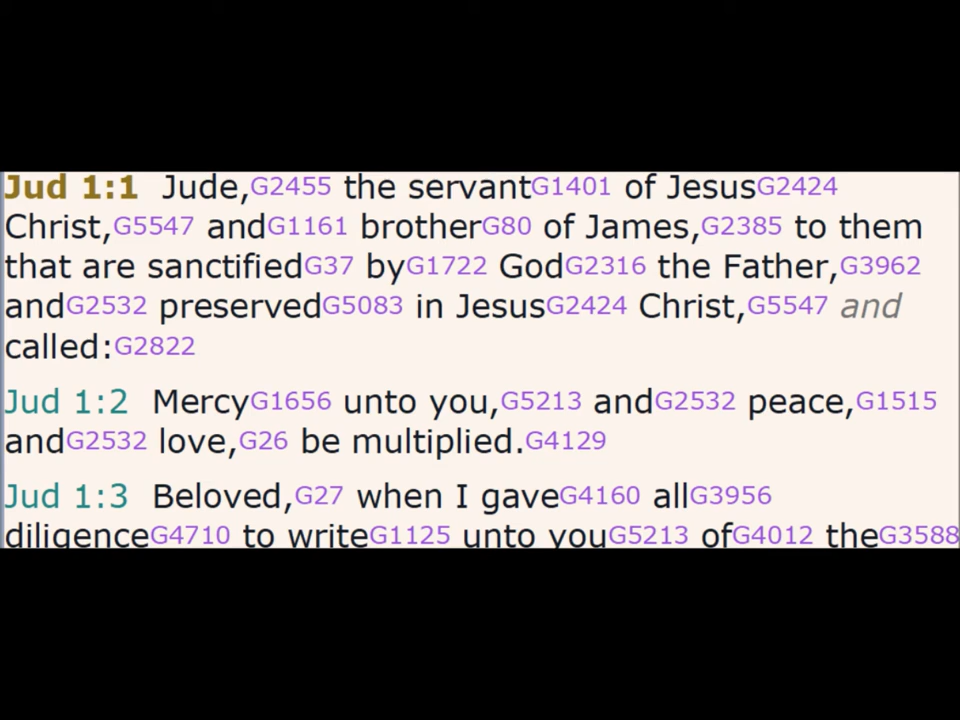 Jud 1:1 Jude,G2455 the servantG1401 of JesusG2424
Christ,G5547 andG1161 brotherG80 of James,G2385 to them
that are sanctifiedG37 byG1722 GodG2316 the Father,G3962
andG2532 preservedG5083 in JesusG2424 Christ,G5547 and
called:G2822
Jud 1:2 MercyG1656 unto you,G5213 andG2532 peace,G1515
andG2532 love,G26 be multiplied.G4129
Jud 1:3 Beloved,G27 when I gaveG4160 allG3956
diligenceG4710 to writeG1125 unto youG5213 ofG4012 theG3588